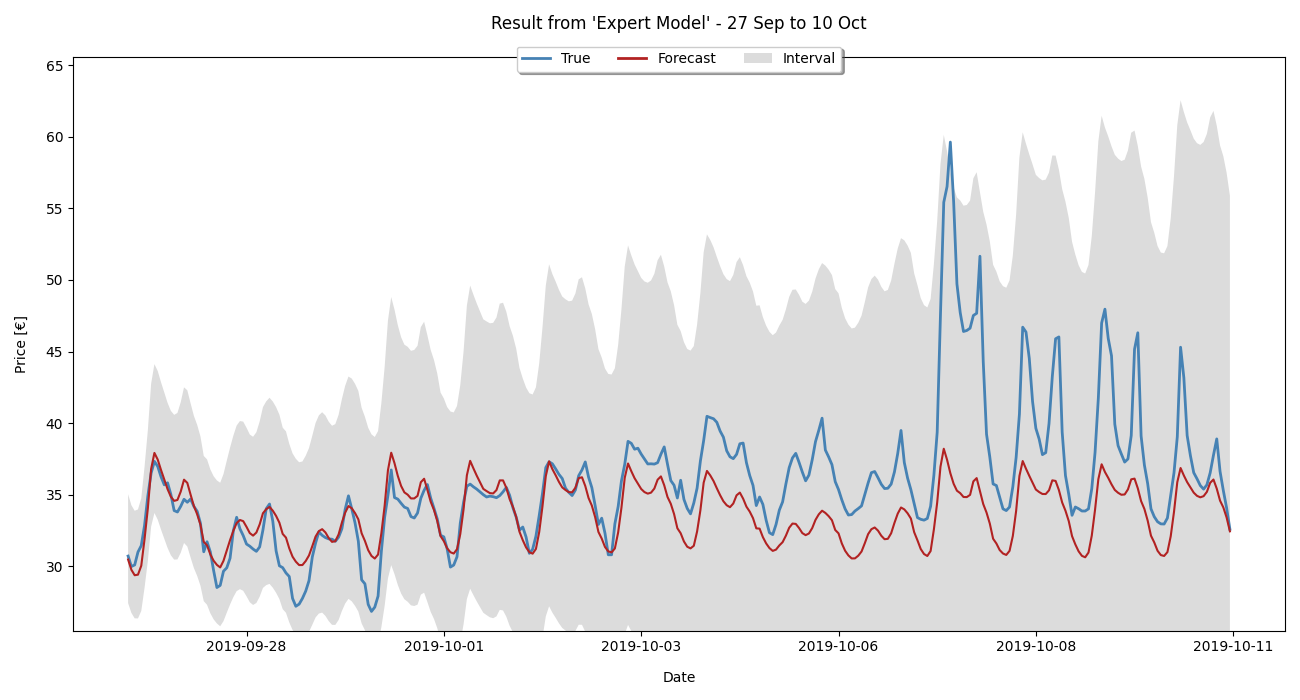 Result from 'Expert Model' - 27 Sep to 10 Oct
True Forecast Interval
65
60
55
50
45
40
35
30
Price [€]
2019-09-28 2019-10-01 2019-10-03 2019-10-06 2019-10-08 2019-10-11
Date